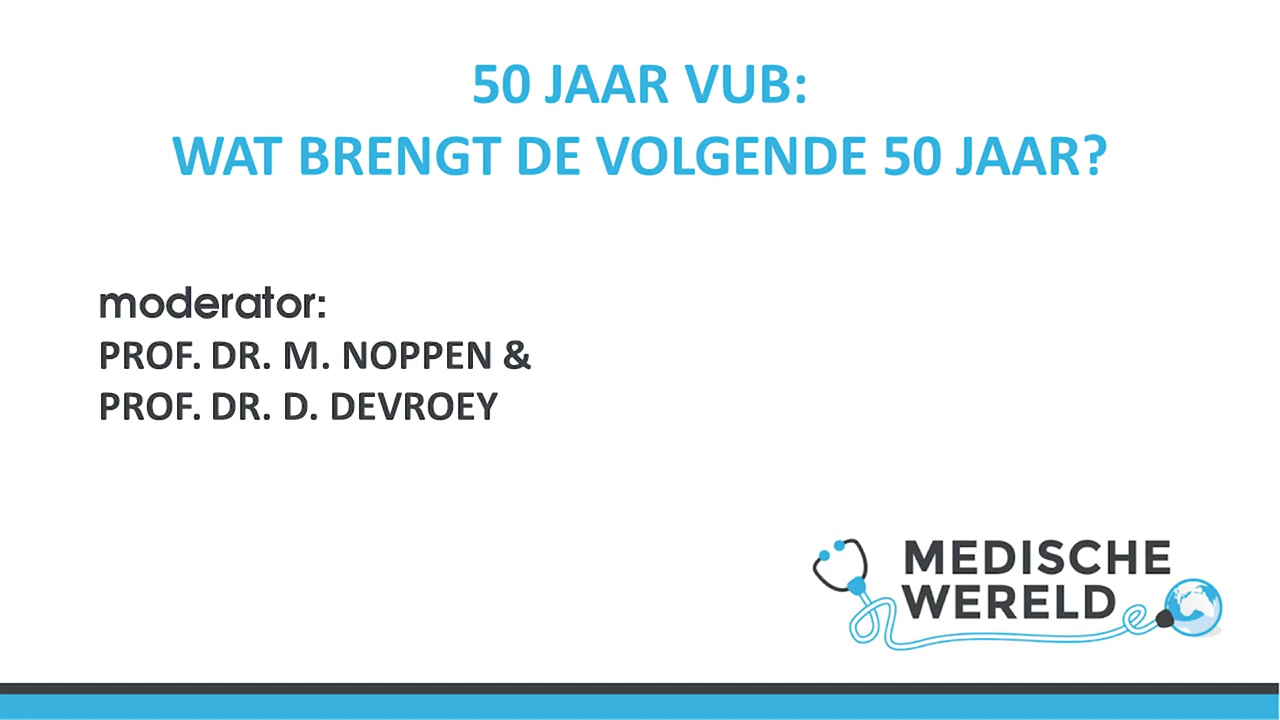 50 JAAR VUB:
WAT BRENGT DE VOLGENDE 50 JAAR?
moderator:
PROF. DR. M. NOPPEN &
PROF. DR. D. DEVROEY
MEDISCHE
WERELD